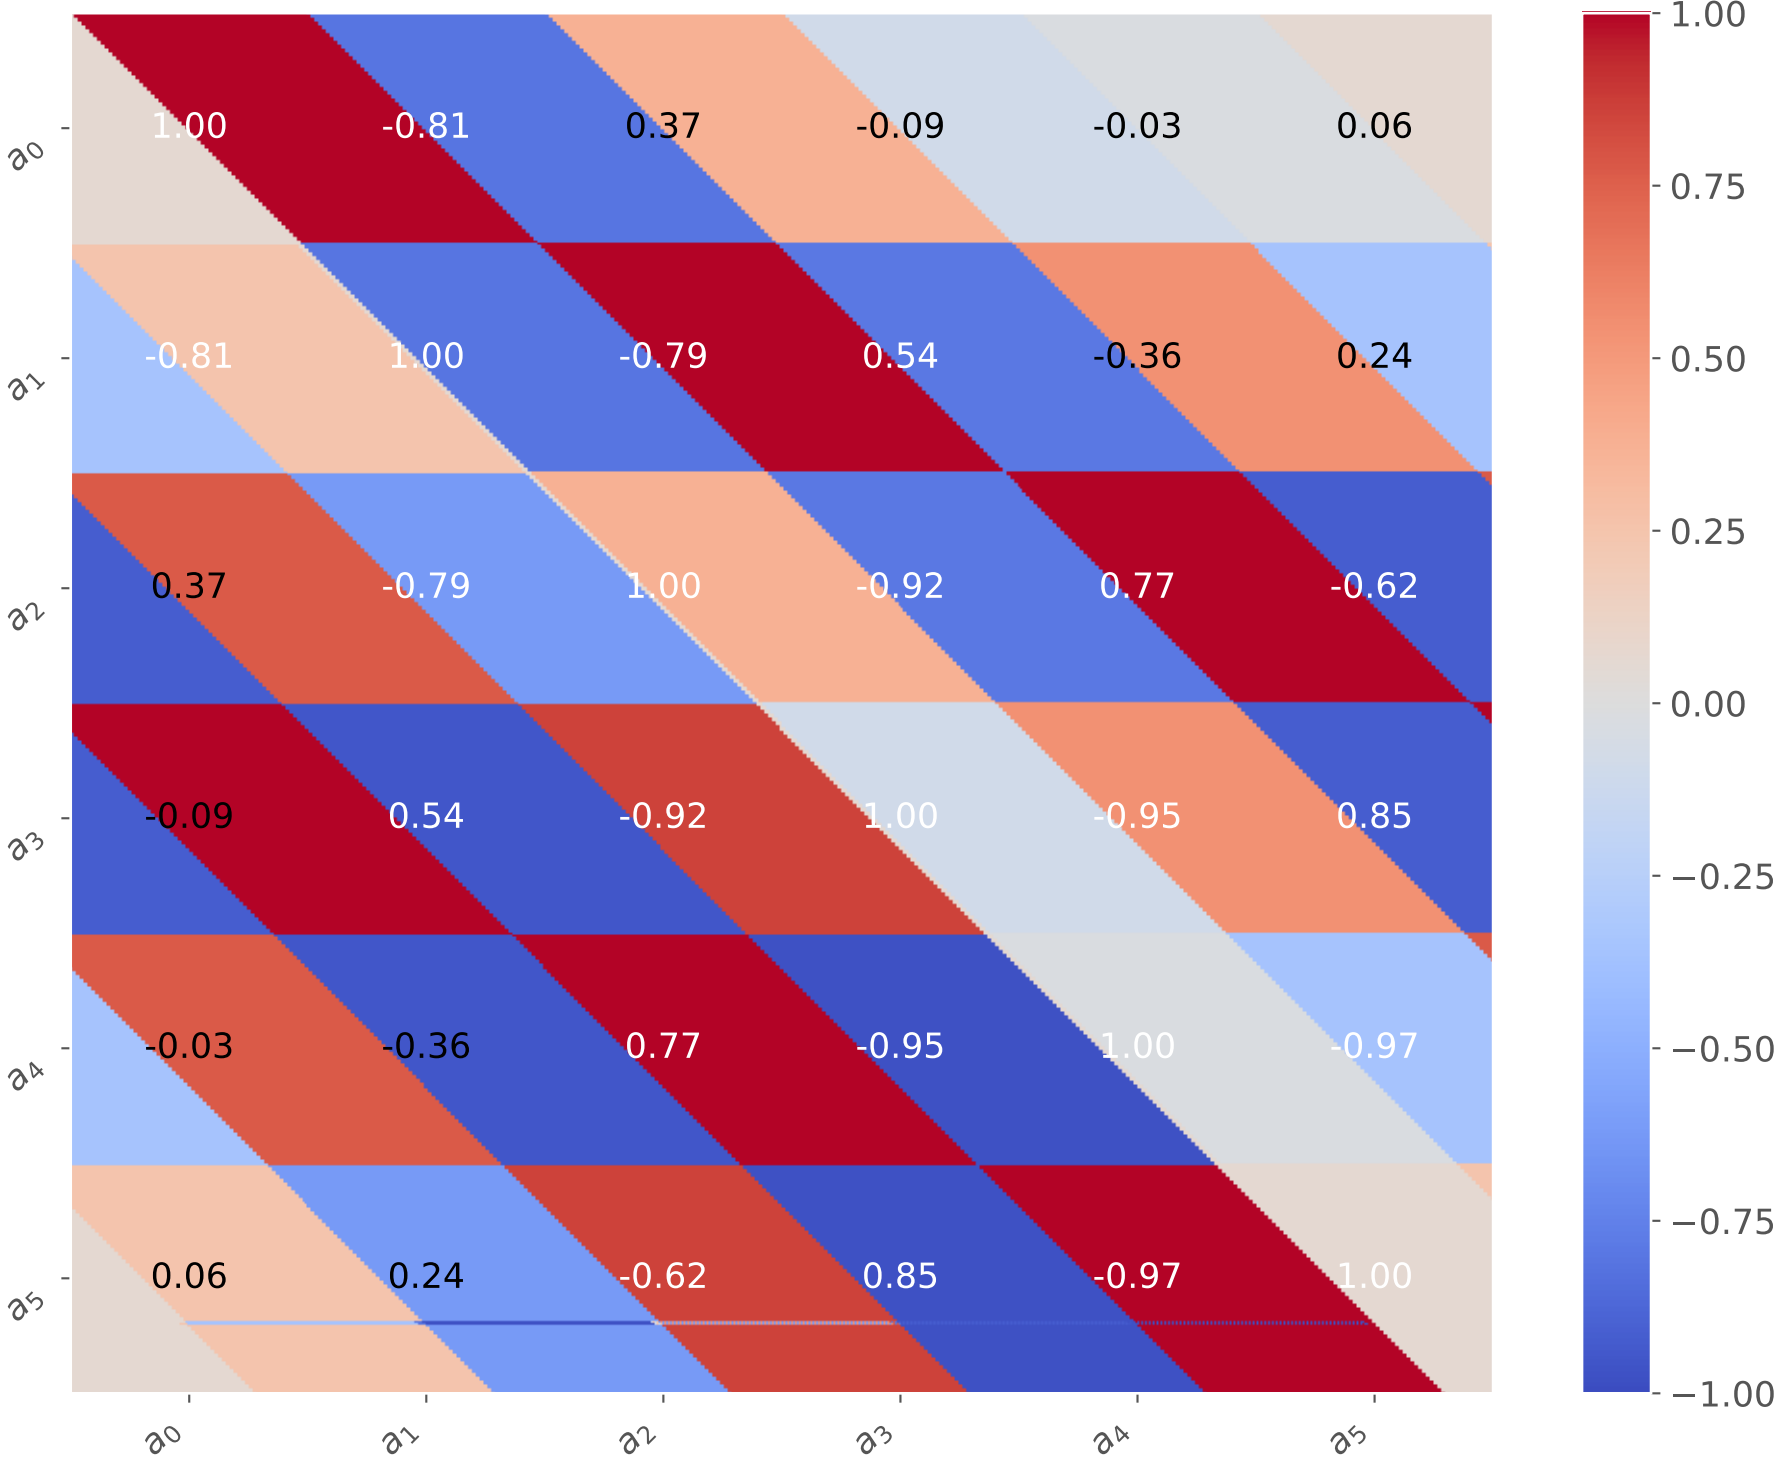 1.00
a0 1.00 -0.81 0.37 -0.09 -0.03 0.06
0.75
a1 -0.81 1.00 -0.79 0.54 -0.36 0.24
0.50
0.25
a2 0.37 -0.79 1.00 -0.92 0.77 -0.62
0.00
a3 -0.09 0.54 -0.92 1.00 -0.95 0.85
−0.25
a4 -0.03 -0.36 0.77 -0.95 1.00 -0.97
−0.50
−0.75
a5 0.06 0.24 -0.62 0.85 -0.97 1.00
−1.00
a0 a1 a2 a3 a4 a5